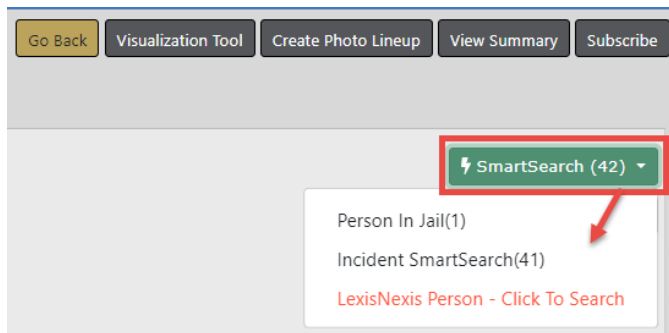 Go Back Visualization Tool Create Photo Lineup View Summary Subscribe
SmartSearch (42)
Person In Jail(1)
Incident SmartSearch(41)
LexisNexis Person - Click To Search